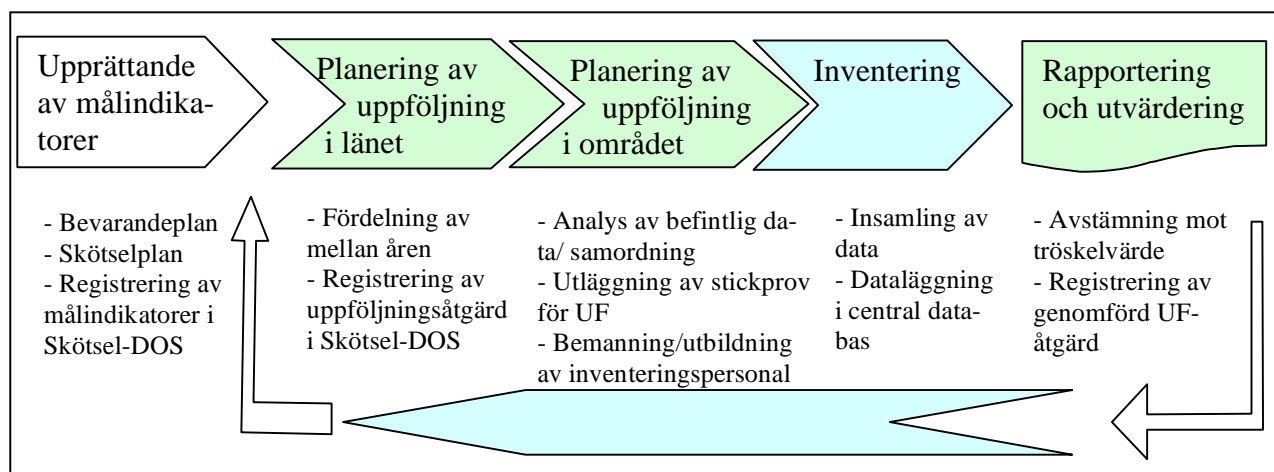 Upprättande
av målindika-
torer
Planering av
uppföljning
i länet
Planering av
uppföljning
i området
Inventering
Rapportering
och utvärdering
- Bevarandeplan
- Skötselplan
- Registrering av
målindikatorer i
Skötsel-DOS
- Fördelning av
mellan åren
- Registrering av
uppföljningsåtgärd
i Skötsel-DOS
- Analys av befintlig da-
ta/ samordning
- Utläggning av stickprov
för UF
- Bemanning/utbildning
av inventeringspersonal
- Insamling av
data
- Dataläggning
i central data-
bas
- Avstämning mot
tröskelvärde
- Registrering av
genomförd UF-
åtgärd